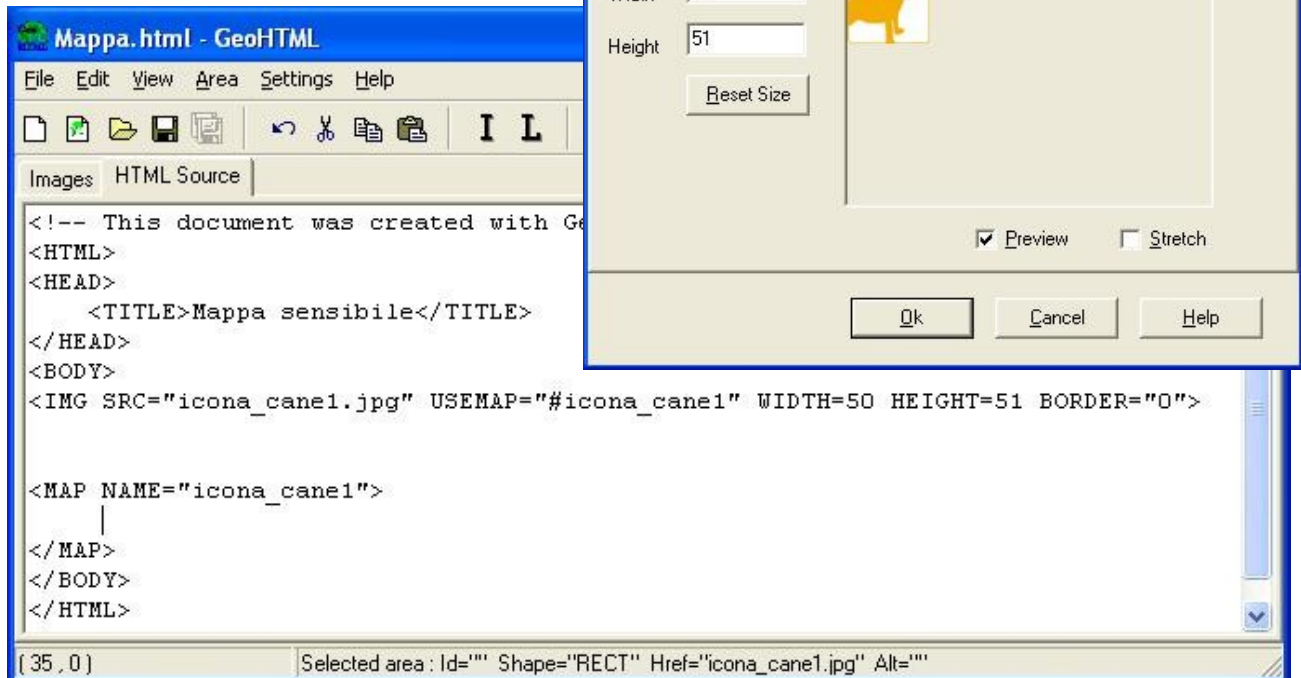 Mappa.html - GeoHTML
File Edit View Area Settings Help
I L
Images HTML Source
<!-- This document was created with Ge
<HTML>
<HEAD>
<TITLE>Mappa sensibile</TITLE>
</HEAD>
<BODY>
<IMG SRC="icona_cane1.jpg" USEMAP="#icona_cane1" WIDTH=50 HEIGHT=51 BORDER="0">
<MAP NAME="icona_cane1">
</MAP>
</BODY>
</HTML>
(35,0) Selected area : Id="" Shape="RECT" Href="icona_cane1.jpg" Alt=""
Height 51
Reset Size
Preview Stretch
Ok Cancel Help